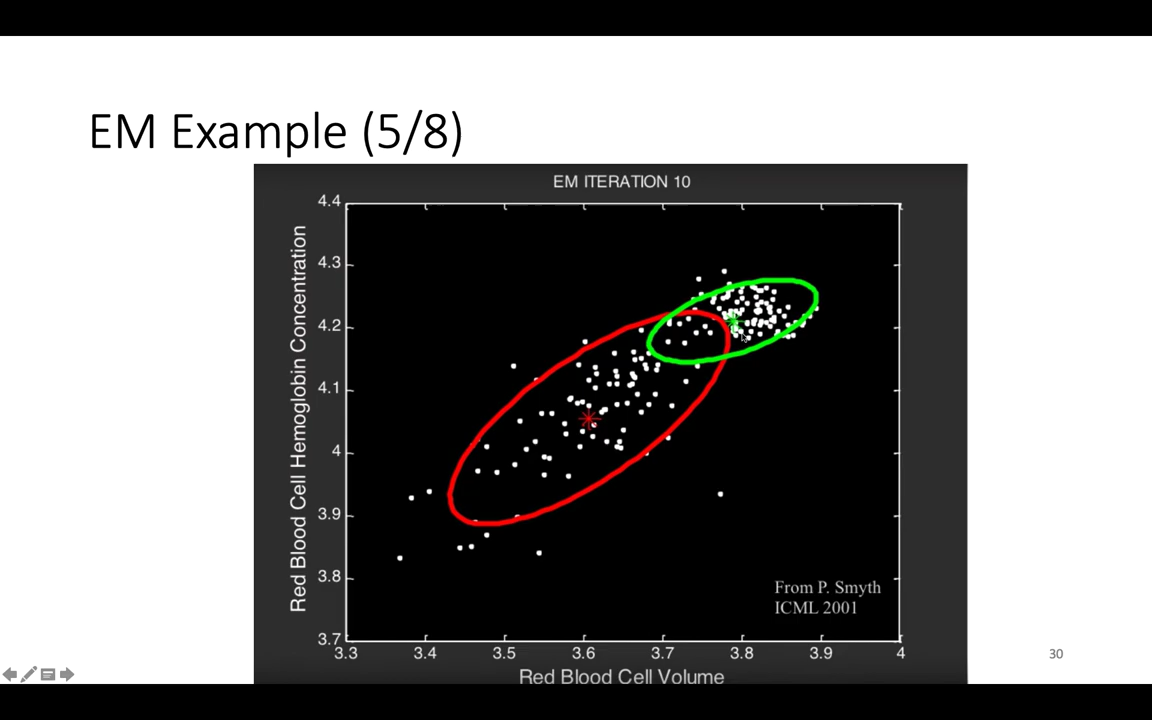 EM Example (5/8)
EM ITERATION 10
Red Blood Cell Hemoglobin Concentration
4.4
4.3
4.2
4.1
4
3.9
3.8
3.7
From P. Smyth
ICML 2001
3.3 3.4 3.5 3.6 3.7 3.8 3.9 4
Red Blood Cell Volume
30